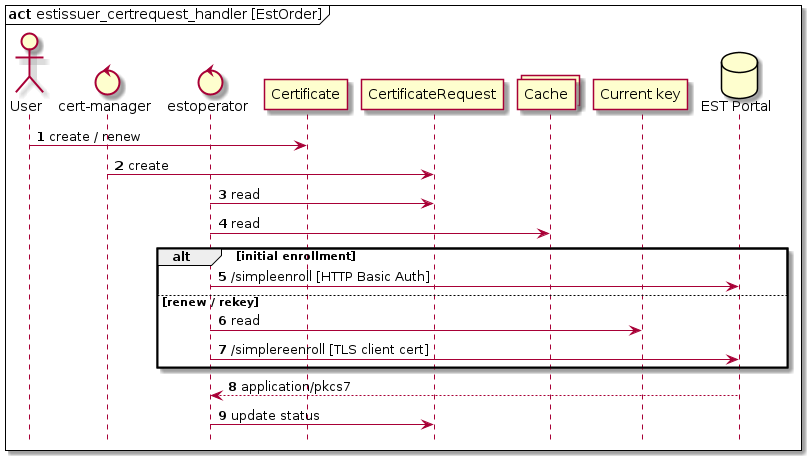 act estissuer_certrequest_handler [EstOrder]
User
cert-manager
estoperator
Certificate
CertificateRequest
Cache
Current key
EST Portal
1 create / renew
2 create
3 read
4 read
alt [initial enrollment]
5 /simpleenroll [HTTP Basic Auth]
[renew / rekey]
6 read
7 /simplereenroll [TLS client cert]
8 application/pkcs7
9 update status